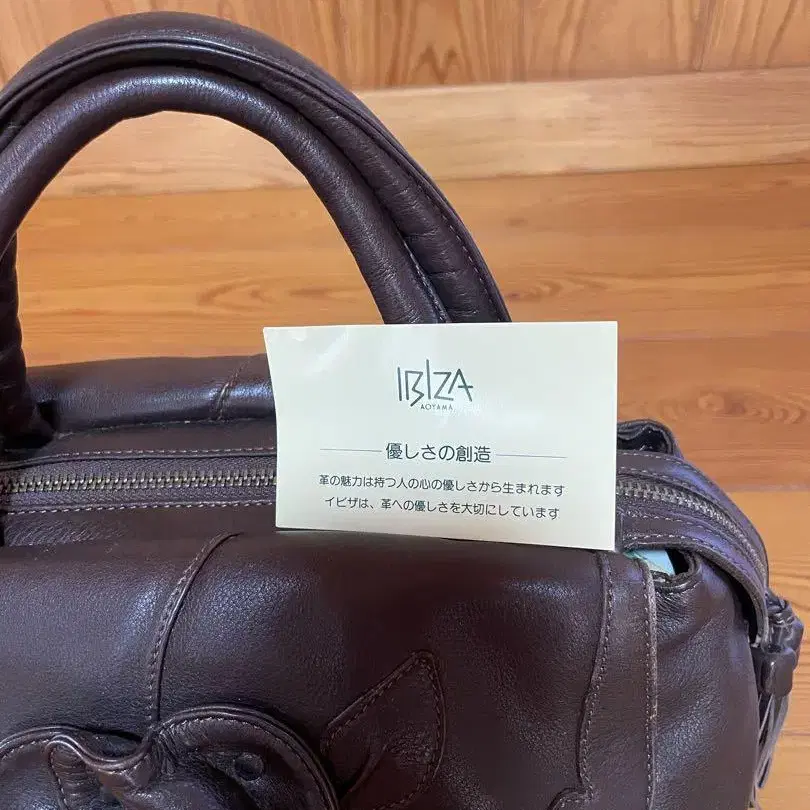 IBIZA
AOYAMA
優しさの創造
革の魅力は持つ人の心の優しさから生まれます
イビザは、革への優しさを大切にしています